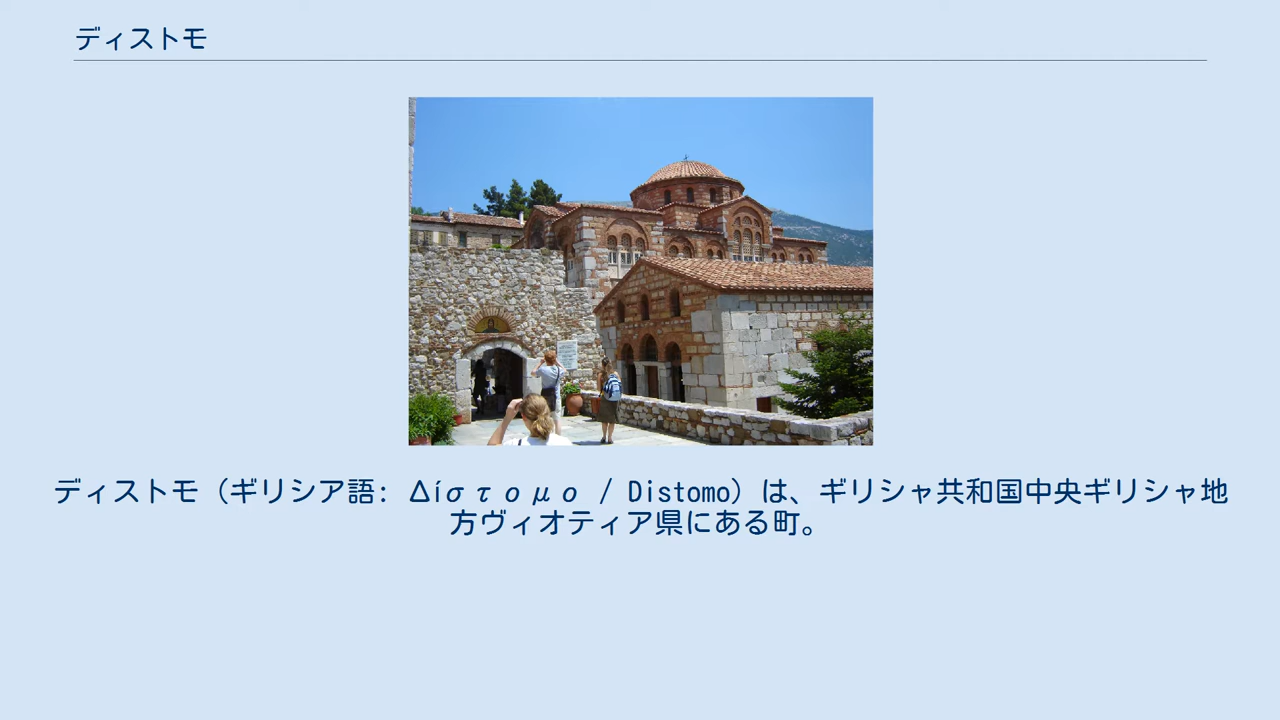 ディストモ
ディストモ（ギリシア語: Δίστομο / Distomo）は、ギリシャ共和国中央ギリシャ地
方ヴィオティア県にある町。